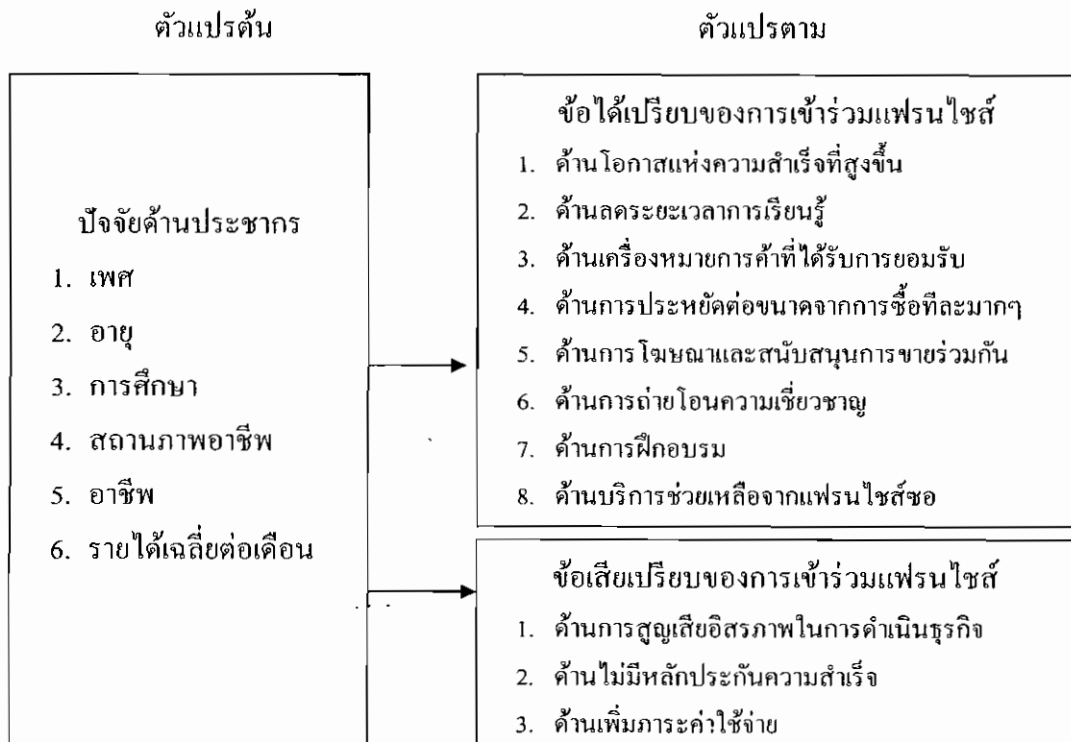 ตัวแปรต้น
ตัวแปรตาม
ปัจจัยด้านประชากร
1. เพศ
2. อายุ
3. การศึกษา
4. สถานภาพอาชีพ
5. อาชีพ
6. รายได้เฉลี่ยต่อเดือน
ข้อได้เปรียบของการเข้าร่วมแฟรนไชส์
1. ด้านโอกาสแห่งความสำเร็จที่สูงขึ้น
2. ด้านลดระยะเวลาการเรียนรู้
3. ด้านเครื่องหมายการค้าที่ได้รับการยอมรับ
4. ด้านการประหยัดต่อขนาดจากการซื้อทีละมากๆ
5. ด้านการโฆษณาและสนับสนุนการขายร่วมกัน
6. ด้านการถ่ายโอนความเชี่ยวชาญ
7. ด้านการฝึกอบรม
8. ด้านบริการช่วยเหลือจากแฟรนไชส์ซอ
ข้อเสียเปรียบของการเข้าร่วมแฟรนไชส์
1. ด้านการสูญเสียอิสรภาพในการดำเนินธุรกิจ
2. ด้านไม่มีหลักประกันความสำเร็จ
3. ด้านเพิ่มภาระค่าใช้จ่าย